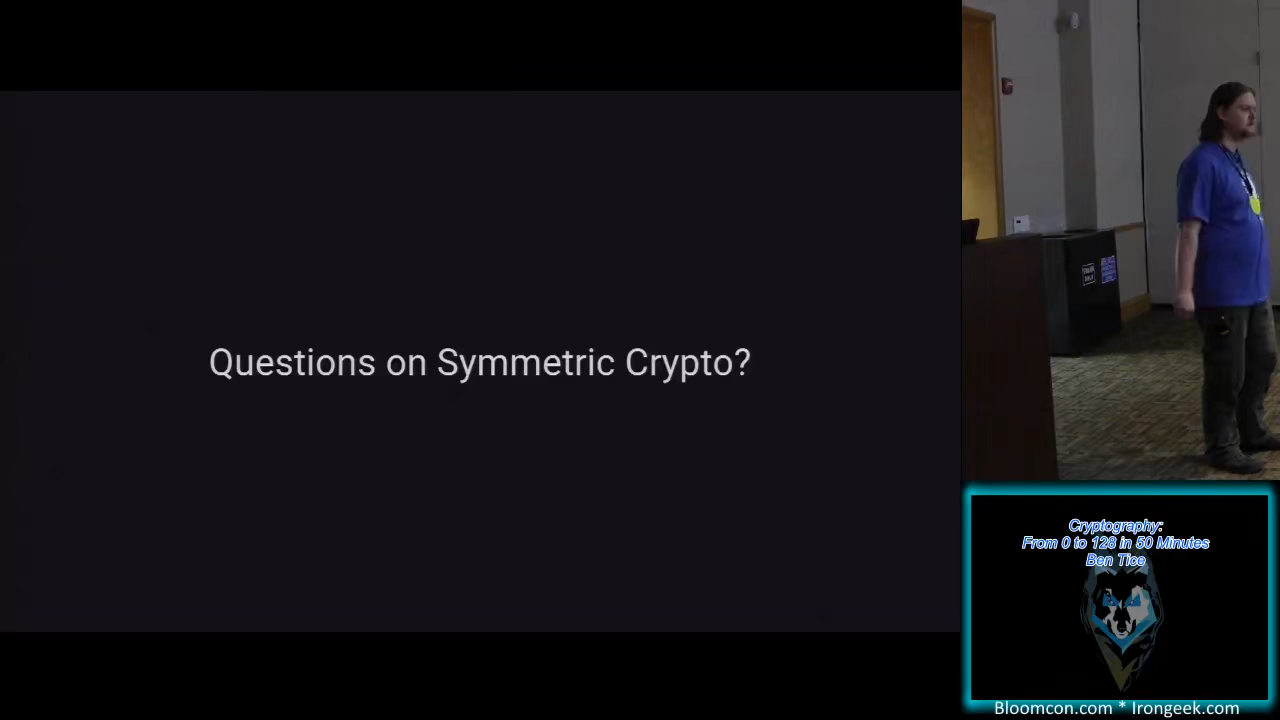 Questions on Symmetric Crypto?
Cryptography:
From 0 to 128 in 50 Minutes
Ben Tice
Bloomcon.com * Irongeek.com